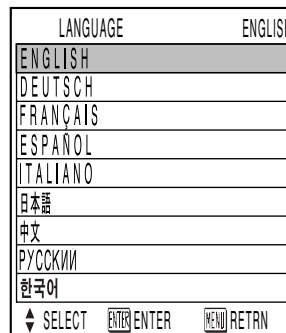 LANGUAGE ENGLISH
ENGLISH
DEUTSCH
FRANÇAIS
ESPAÑOL
ITALIANO
日本語
中文
РУССКИЙ
한국어
SELECT ENTER ENTER MENU RETRN